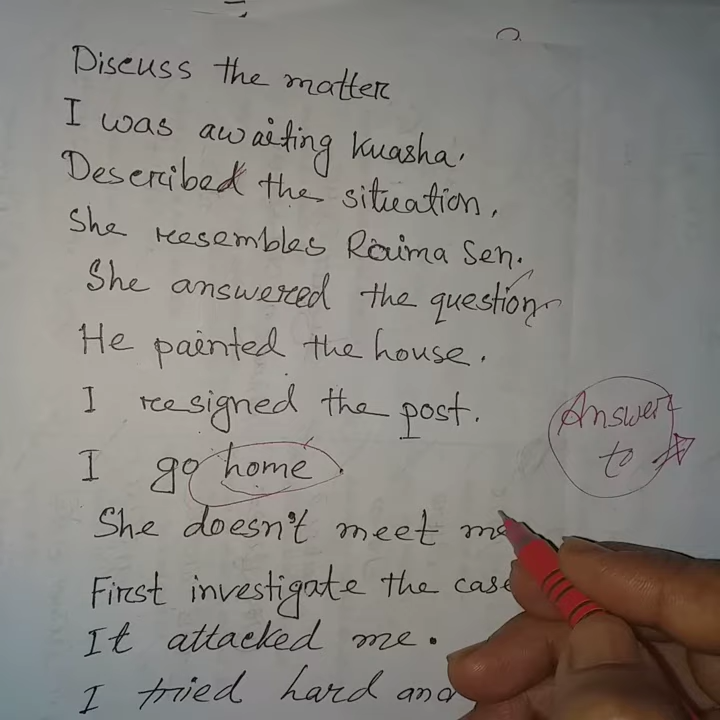 Discuss the matter
I was awaiting Kuasha.
Described the situation,
She resembles Raima Sen.
She answered the question
He painted the house.
I resigned the post.
Answer
to
I go home.
She doesn't meet me
First investigate the case
It attacked me.
I tried hard and